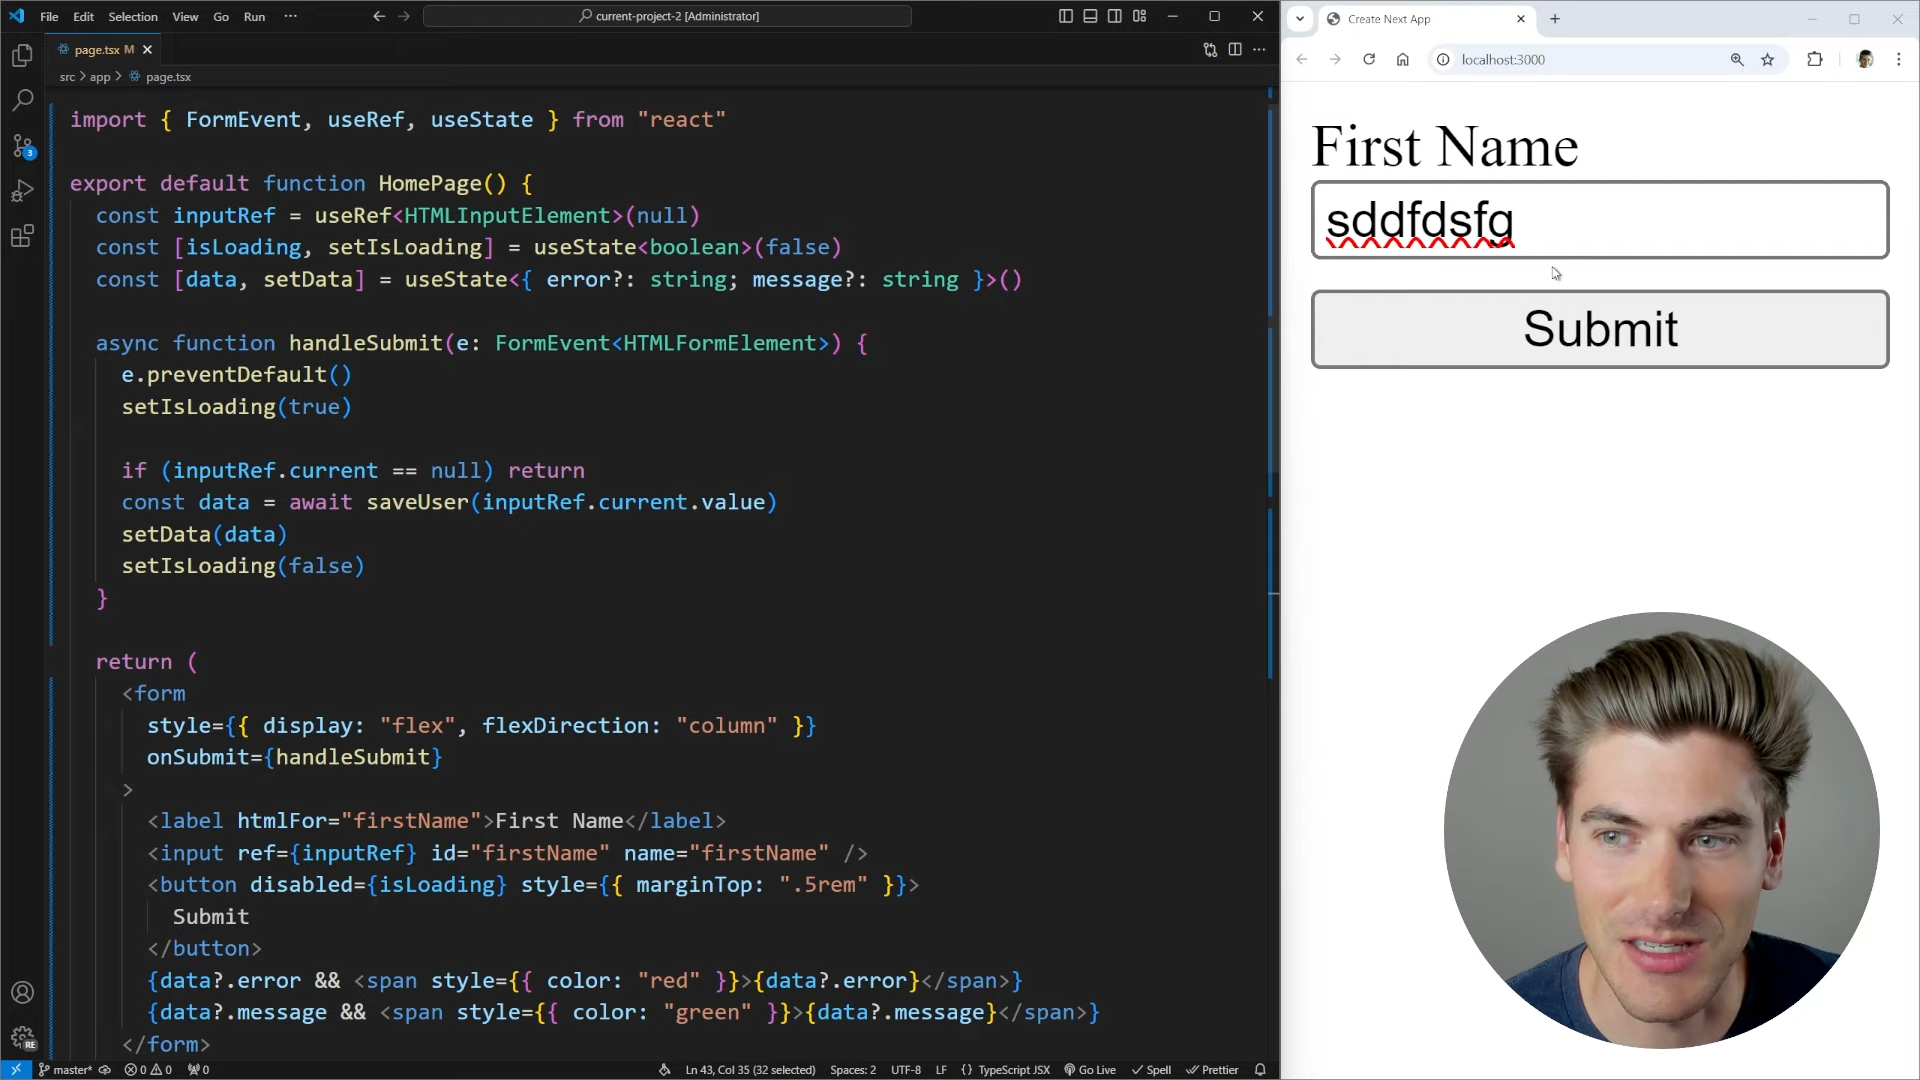 File Edit Selection View Go Run ···
current-project-2 [Administrator]
page.tsx M
src > app > page.tsx
import { FormEvent, useRef, useState } from "react"
export default function HomePage() {
const inputRef = useRef<HTMLInputElement>(null)
const [isLoading, setIsLoading] = useState<boolean>(false)
const [data, setData] = useState<{ error?: string; message?: string }>()
async function handleSubmit(e: FormEvent<HTMLFormElement>) {
e.preventDefault()
setIsLoading(true)
if (inputRef.current == null) return
const data = await saveUser(inputRef.current.value)
setData(data)
setIsLoading(false)
}
return (
<form
style={{ display: "flex", flexDirection: "column" }}
onSubmit={handleSubmit}
>
<label htmlFor="firstName">First Name</label>
<input ref={inputRef} id="firstName" name="firstName" />
<button disabled={isLoading} style={{ marginTop: ".5rem" }}>
Submit
</button>
{data?.error && <span style={{ color: "red" }}>{data?.error}</span>}
{data?.message && <span style={{ color: "green" }}>{data?.message}</span>}
</form>
3
RE
master* 0 0 0 Ln 43, Col 35 (32 selected) Spaces: 2 UTF-8 LF {} TypeScript JSX Go Live Spell Prettier
Create Next App
localhost:3000
First Name
sddfdsfg
Submit